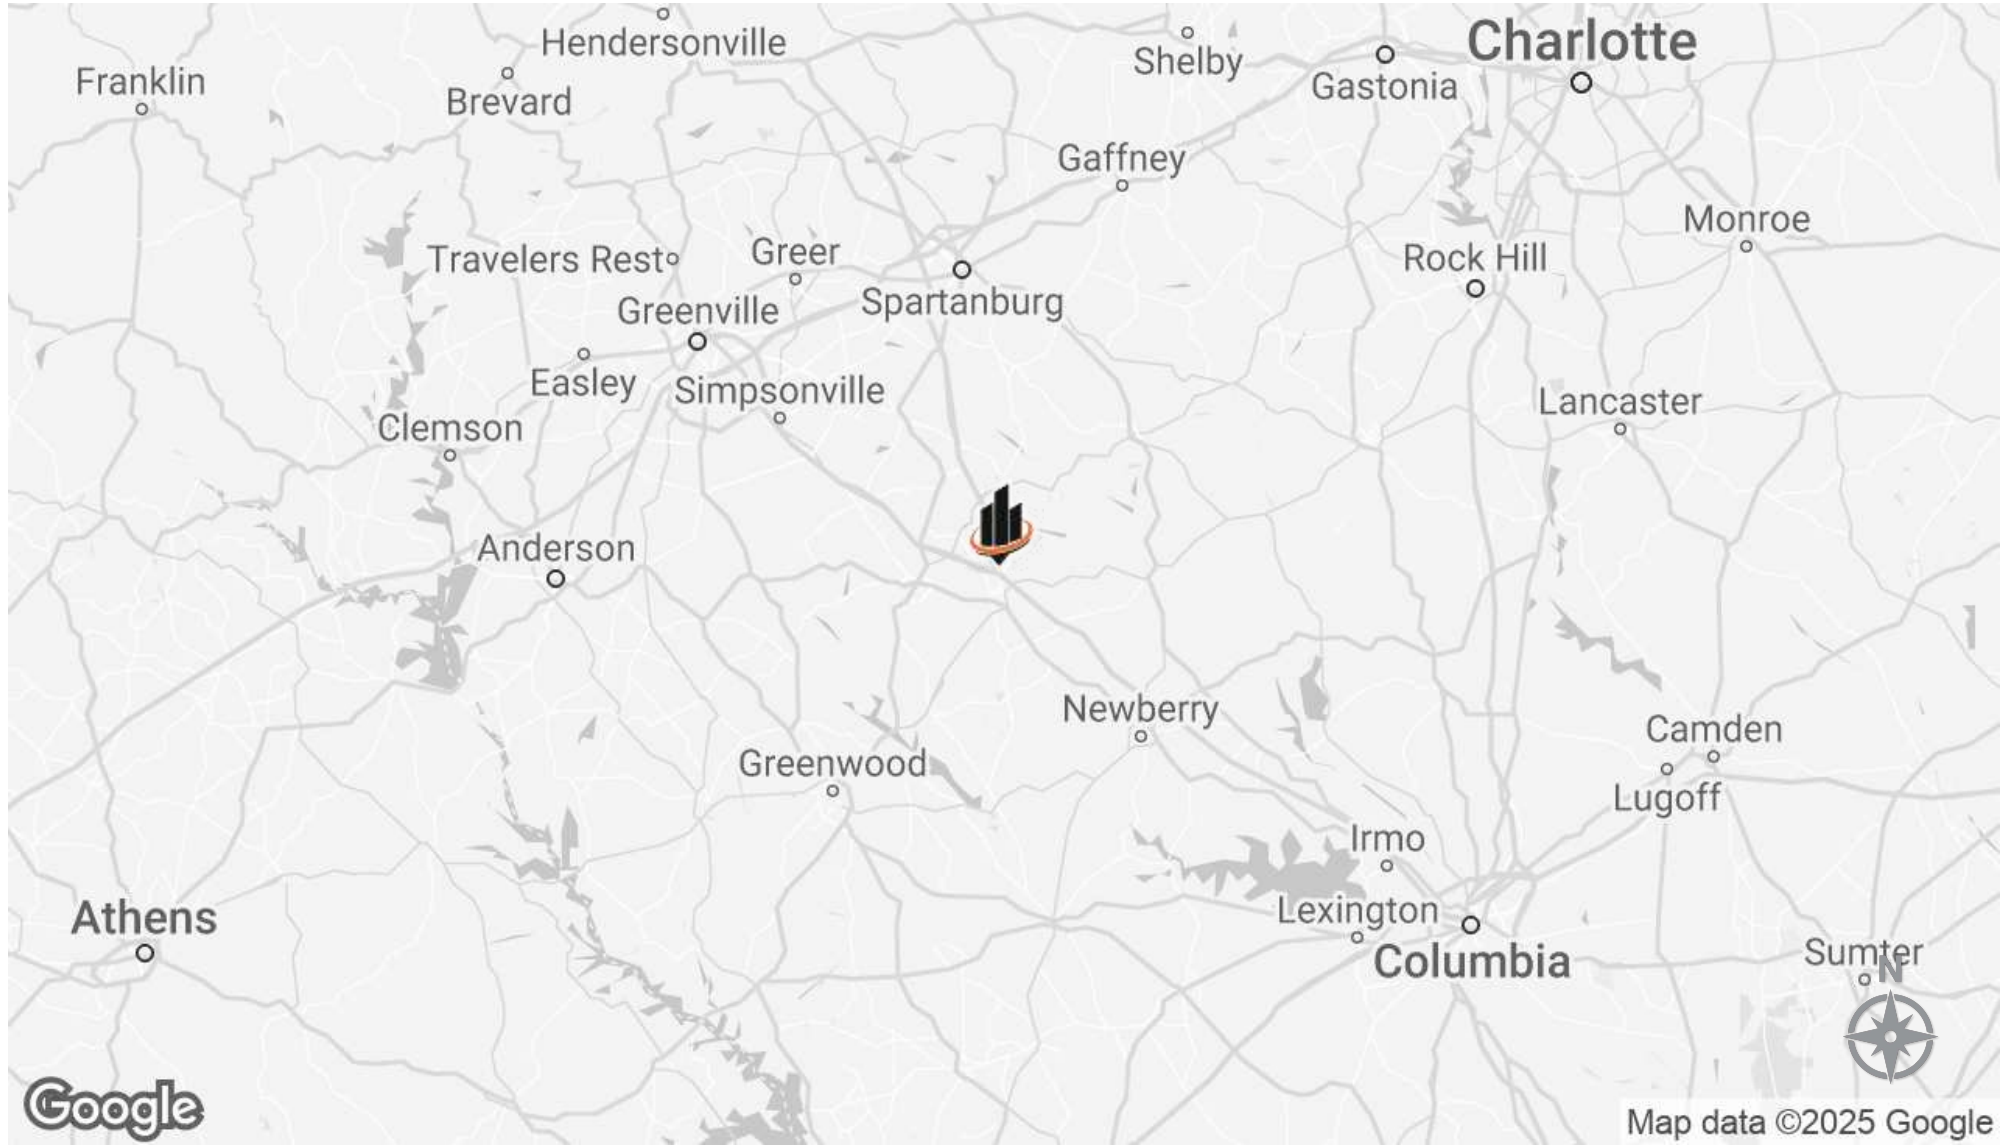 Hendersonville
Shelby
Charlotte
Gastonia
Franklin
Brevard
Gaffney
Monroe
Travelers Rest
Greer
Rock Hill
Greenville
Spartanburg
Easley
Simpsonville
Lancaster
Clemson
Anderson
Newberry
Camden
Greenwood
Lugoff
Irmo
Athens
Lexington
Columbia
Sumter
N
Google
Map data ©2025 Google